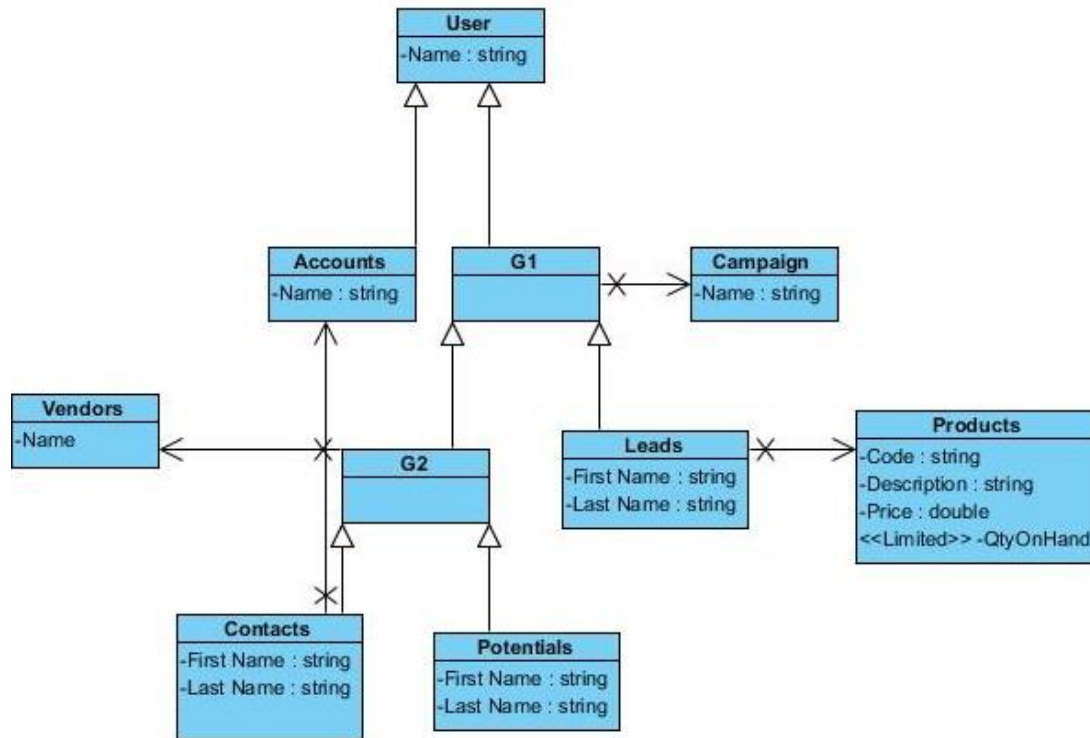 User
-Name : string
Accounts
-Name : string
G1
Campaign
-Name : string
Vendors
-Name
G2
Leads
-First Name : string
-Last Name : string
Products
-Code : string
-Description : string
-Price : double
<<Limited>> -QtyOnHand
Contacts
-First Name : string
-Last Name : string
Potentials
-First Name : string
-Last Name : string